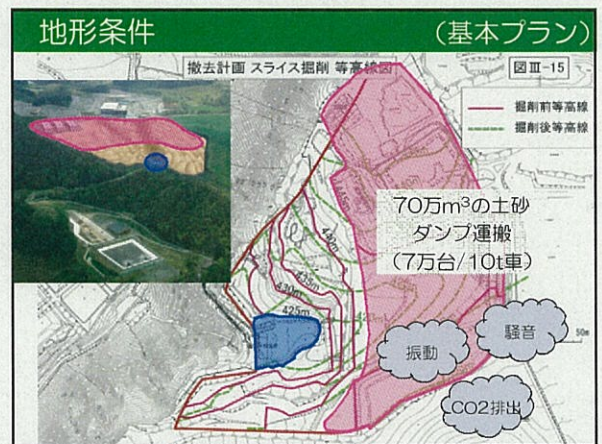 地形条件
(基本プラン)
撤去計画 スライス掘削 等高線図
図Ⅲ-15
掘削前等高線
掘削後等高線
70万m³の土砂
ダンプ運搬
(7万台/10t車)
430m
425m
振動
騒音
50m
CO2排出